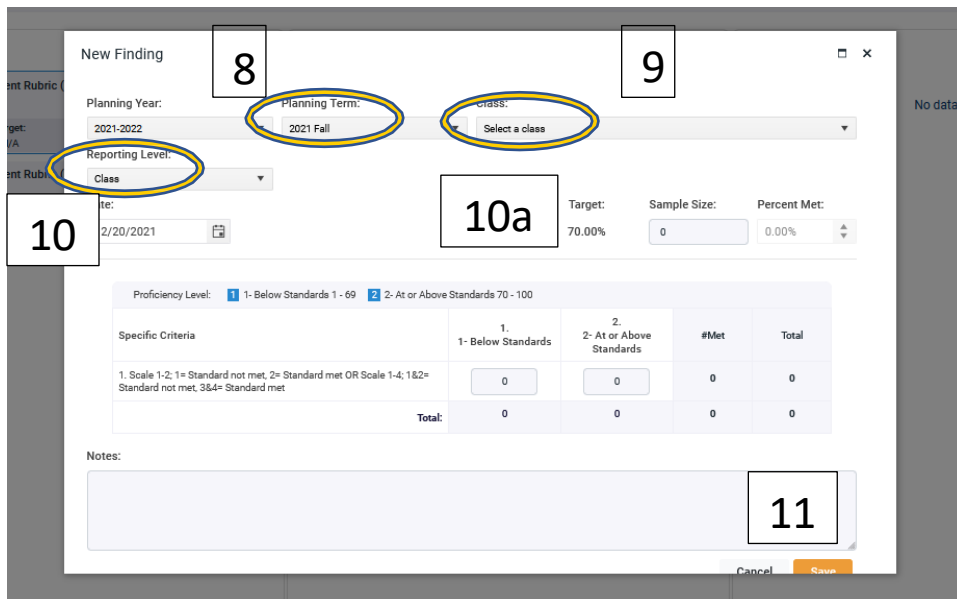 New Finding
8
9
ent Rubric (
No data
Planning Year:
Planning Term:
Class:
2021-2022
2021 Fall
Select a class
rget:
N/A
Reporting Level:
ent Rubric (
Class
10
10a
Target:
Sample Size:
Percent Met:
2/20/2021
70.00%
0
0.00%
Proficiency Level: 1 1- Below Standards 1 - 69 2 2- At or Above Standards 70 - 100
Specific Criteria
1.
1- Below Standards
2.
2- At or Above
Standards
#Met
Total
1. Scale 1-2; 1= Standard not met, 2= Standard met OR Scale 1-4; 1&2=
Standard not met, 3&4= Standard met
0
0
0
0
Total:
0
0
0
0
Notes:
11
Cancel
Save